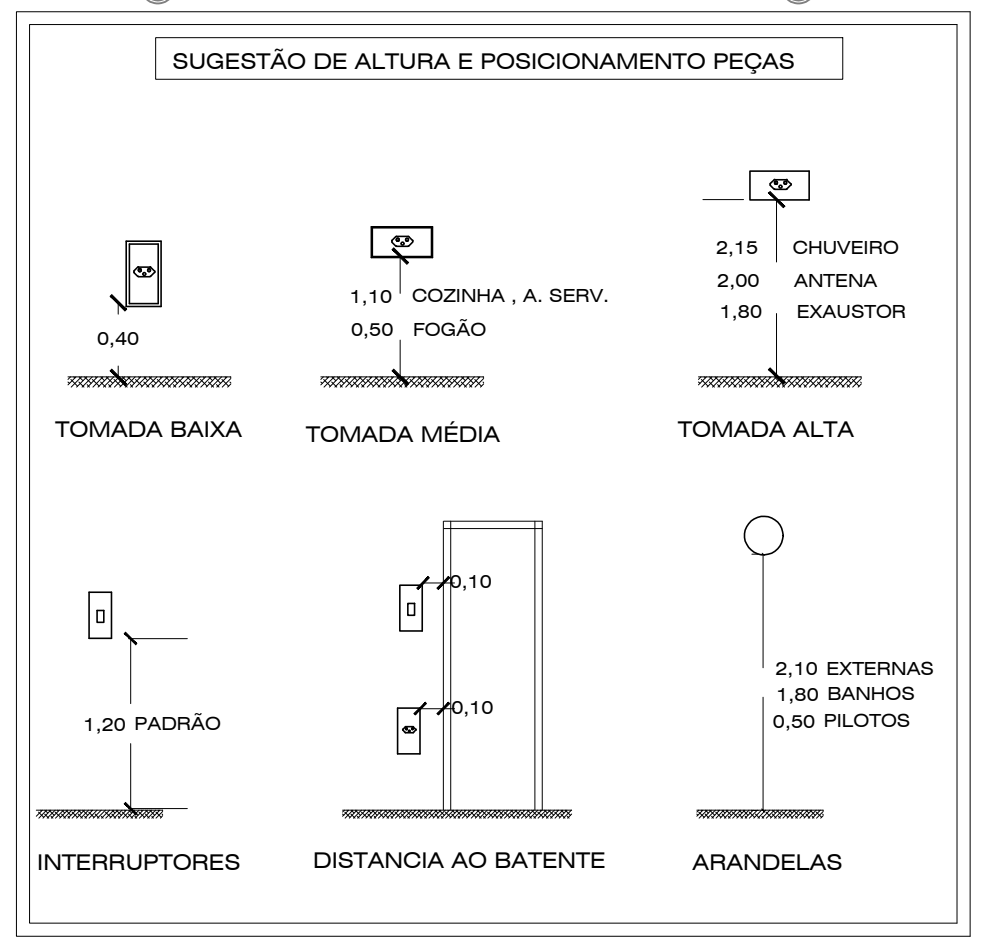 SUGESTÃO DE ALTURA E POSICIONAMENTO PEÇAS
0,40
TOMADA BAIXA
1,10 COZINHA , A. SERV.
0,50 FOGÃO
TOMADA MÉDIA
2,15 CHUVEIRO
2,00 ANTENA
1,80 EXAUSTOR
TOMADA ALTA
1,20 PADRÃO
INTERRUPTORES
0,10
0,10
DISTANCIA AO BATENTE
2,10 EXTERNAS
1,80 BANHOS
0,50 PILOTOS
ARANDELAS